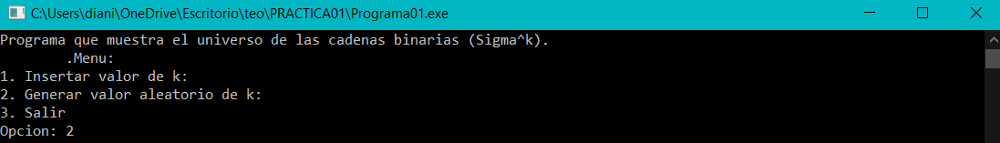 C:\Users\diani\OneDrive\Escritorio\teo\PRACTICA01\Programa01.exe
Programa que muestra el universo de las cadenas binarias (Sigma^k).
.Menu:
1. Insertar valor de k:
2. Generar valor aleatorio de k:
3. Salir
Opcion: 2